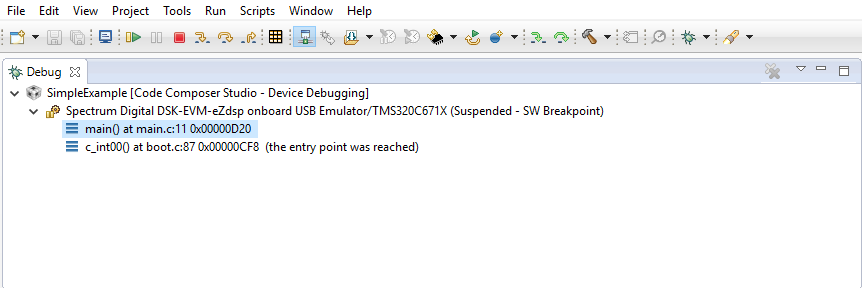 File Edit View Project Tools Run Scripts Window Help
Debug
SimpleExample [Code Composer Studio - Device Debugging]
Spectrum Digital DSK-EVM-eZdsp onboard USB Emulator/TMS320C671X (Suspended - SW Breakpoint)
main() at main.c:11 0x00000D20
c_int00() at boot.c:87 0x00000CF8 (the entry point was reached)